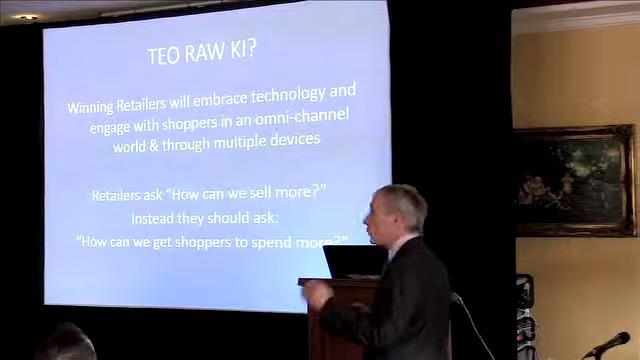 TEO RAW KI?
Winning Retailers will embrace technology and
engage with shoppers in an omni-channel
world & through multiple devices
Retailers ask “How can we sell more?”
Instead they should ask:
“How can we get shoppers to spend more?”